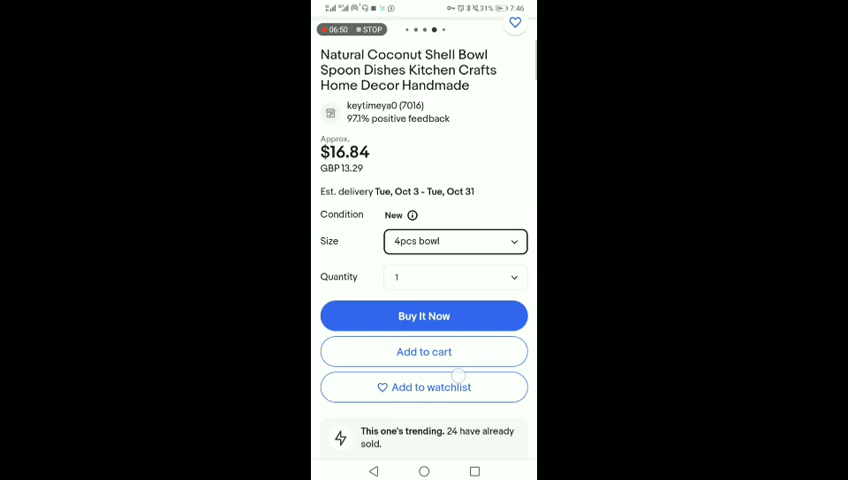 31% 7:46
06:50 STOP
Natural Coconut Shell Bowl
Spoon Dishes Kitchen Crafts
Home Decor Handmade
keytimeya0 (7016)
97.1% positive feedback
Approx.
$16.84
GBP 13.29
Est. delivery Tue, Oct 3 - Tue, Oct 31
Condition New
Size 4pcs bowl
Quantity 1
Buy It Now
Add to cart
Add to watchlist
This one's trending. 24 have already
sold.